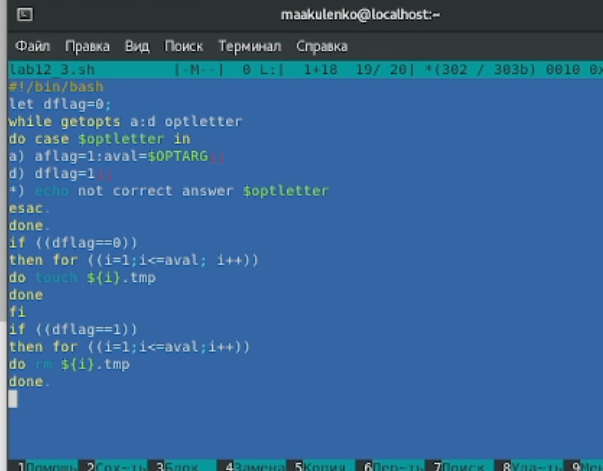 maakulenko@localhost:~
Файл Правка Вид Поиск Терминал Справка
lab12_3.sh [-M--] 0 L:[ 1+18 19/ 20] *(302 / 303b) 0010 0x
#!/bin/bash
let dflag=0;
while getopts a:d optletter
do case $optletter in
a) aflag=1:aval=$OPTARG;;
d) dflag=1;;
*) echo not correct answer $optletter
esac.
done.
if ((dflag==0))
then for ((i=1;i<=aval; i++))
do touch ${i}.tmp
done
fi
if ((dflag==1))
then for ((i=1;i<=aval;i++))
do rm ${i}.tmp
done.
1Помощь 2Сох~ть 3Блок 4Замена 5Копия 6Пер~ть 7Поиск 8Уда~ть 9